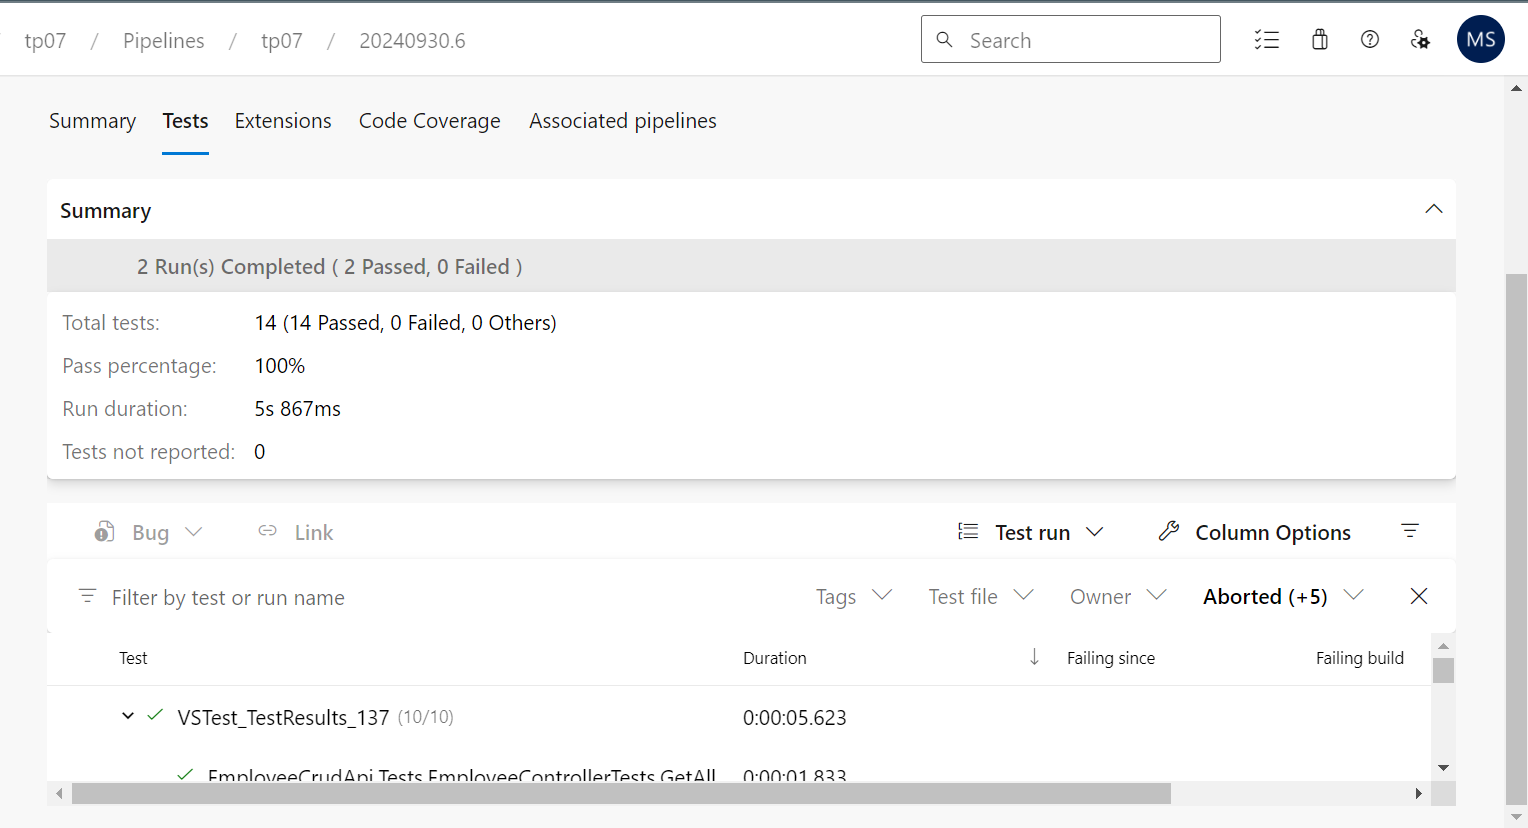 tp07 / Pipelines / tp07 / 20240930.6
Search
MS
Summary Tests Extensions Code Coverage Associated pipelines
Summary
2 Run(s) Completed ( 2 Passed, 0 Failed )
Total tests: 14 (14 Passed, 0 Failed, 0 Others)
Pass percentage: 100%
Run duration: 5s 867ms
Tests not reported: 0
Bug Link Test run Column Options
Filter by test or run name Tags Test file Owner Aborted (+5)
Test Duration Failing since Failing build
VSTest_TestResults_137 (10/10) 0:00:05.623
EmployeeCrudApi.Tests.EmployeeControllerTests.GetAll 0:00:01.833